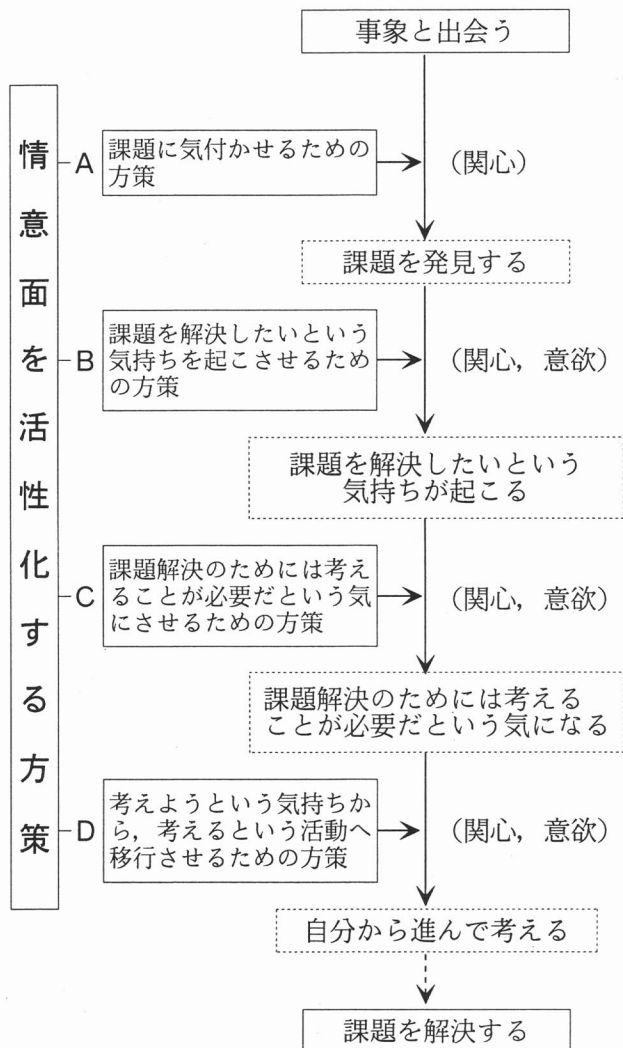 事象と出会う
情意面を活性化する方策
A
課題に気付かせるための
方策
(関心)
課題を発見する
B
課題を解決したいという
気持ちを起こさせるため
の方策
(関心，意欲)
課題を解決したいという
気持ちが起こる
C
課題解決のためには考え
ることが必要だという気
にさせるための方策
(関心，意欲)
課題解決のためには考える
ことが必要だという気になる
D
考えようという気持ちか
ら，考えるという活動へ
移行させるための方策
(関心，意欲)
自分から進んで考える
課題を解決する